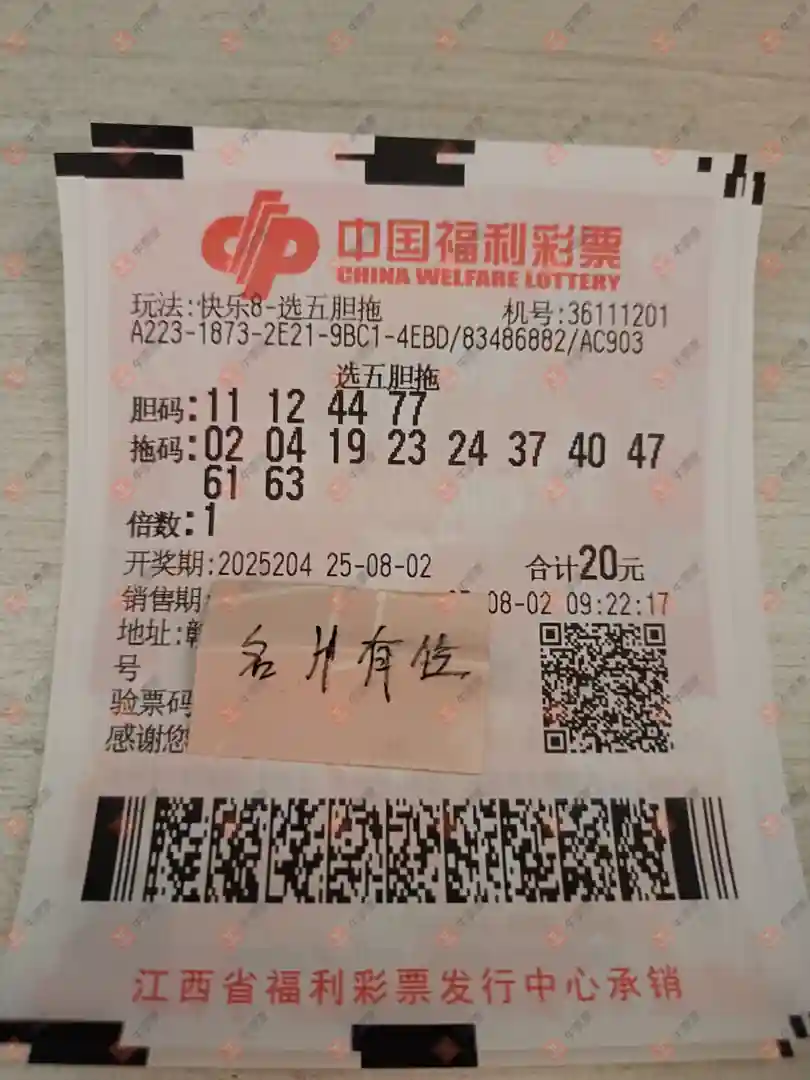 中国福利彩票
CHINA WELFARE LOTTERY
玩法:快乐8-选五胆拖 机号:36111201
A223-1873-2E21-9BC1-4EBD/83486882/AC903
选五胆拖
胆码:11 12 44 77
拖码:02 04 19 23 24 37 40 47
61 63
倍数:1
开奖期:2025204 25-08-02 合计20元
销售期: 08-02 09:22:17
地址:
号
验票码
感谢您
名 有位
江西省福利彩票发行中心承销